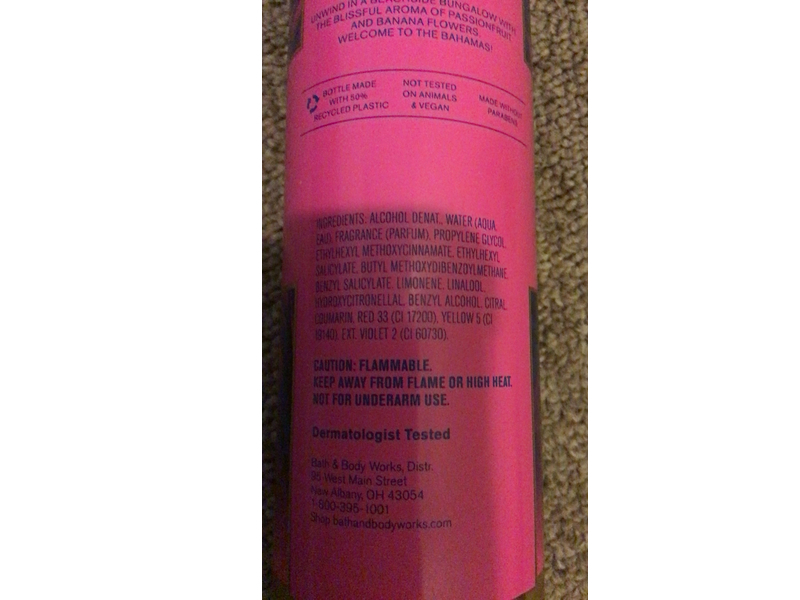 UNWIND IN A BEACHSIDE BUNGALOW WITH
THE BLISSFUL AROMA OF PASSIONFRUIT
AND BANANA FLOWERS.
WELCOME TO THE BAHAMAS!
BOTTLE MADE
WITH 50%
RECYCLED PLASTIC
NOT TESTED
ON ANIMALS
& VEGAN
MADE WITHOUT
PARABENS
INGREDIENTS: ALCOHOL DENAT., WATER (AQUA,
EAU), FRAGRANCE (PARFUM), PROPYLENE GLYCOL,
ETHYLHEXYL METHOXYCINNAMATE, ETHYLHEXYL
SALICYLATE, BUTYL METHOXYDIBENZOYLMETHANE,
BENZYL SALICYLATE, LIMONENE, LINALOOL,
HYDROXYCITRONELLAL, BENZYL ALCOHOL, CITRAL,
COUMARIN, RED 33 (CI 17200), YELLOW 5 (CI
19140), EXT. VIOLET 2 (CI 60730).
CAUTION: FLAMMABLE.
KEEP AWAY FROM FLAME OR HIGH HEAT.
NOT FOR UNDERARM USE.
Dermatologist Tested
Bath & Body Works, Distr.
95 West Main Street
New Albany, OH 43054
1-800-395-1001
Shop bathandbodyworks.com